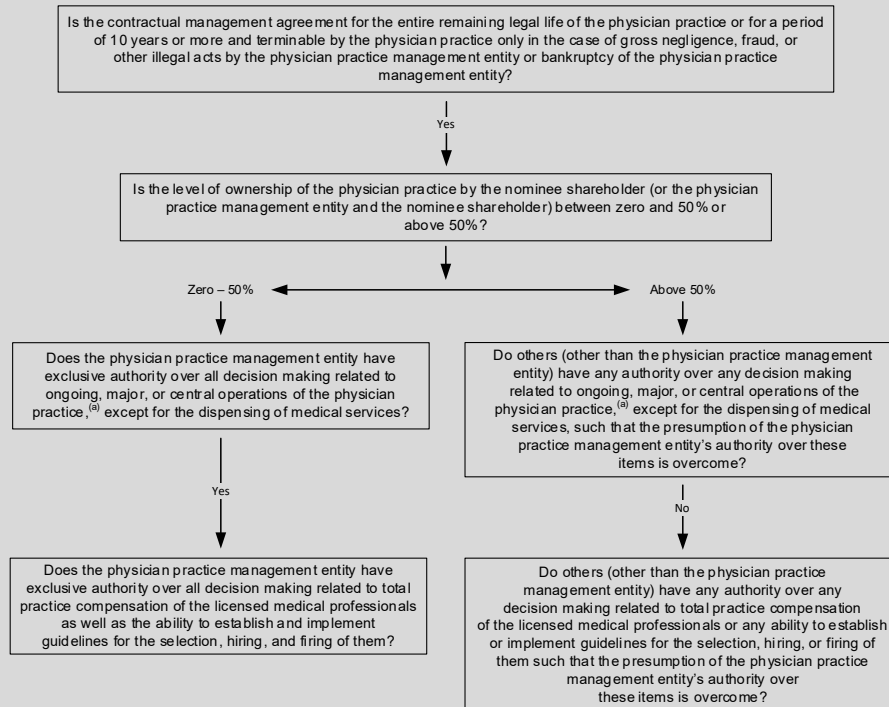 Is the contractual management agreement for the entire remaining legal life of the physician practice or for a period
of 10 years or more and terminable by the physician practice only in the case of gross negligence, fraud, or
other illegal acts by the physician practice management entity or bankruptcy of the physician practice
management entity?
Yes
Is the level of ownership of the physician practice by the nominee shareholder (or the physician
practice management entity and the nominee shareholder) between zero and 50% or
above 50%?
Zero – 50%
Above 50%
Does the physician practice management entity have
exclusive authority over all decision making related to
ongoing, major, or central operations of the physician
practice,(a) except for the dispensing of medical services?
Yes
Does the physician practice management entity have
exclusive authority over all decision making related to total
practice compensation of the licensed medical professionals
as well as the ability to establish and implement
guidelines for the selection, hiring, and firing of them?
Do others (other than the physician practice management
entity) have any authority over any decision making
related to ongoing, major, or central operations of the
physician practice,(a) except for the dispensing of medical
services, such that the presumption of the physician
practice management entity's authority over these
items is overcome?
No
Do others (other than the physician practice
management entity) have any authority over any
decision making related to total practice compensation
of the licensed medical professionals or any ability to establish
or implement guidelines for the selection, hiring, or firing of
them such that the presumption of the physician practice
management entity's authority over
these items is overcome?